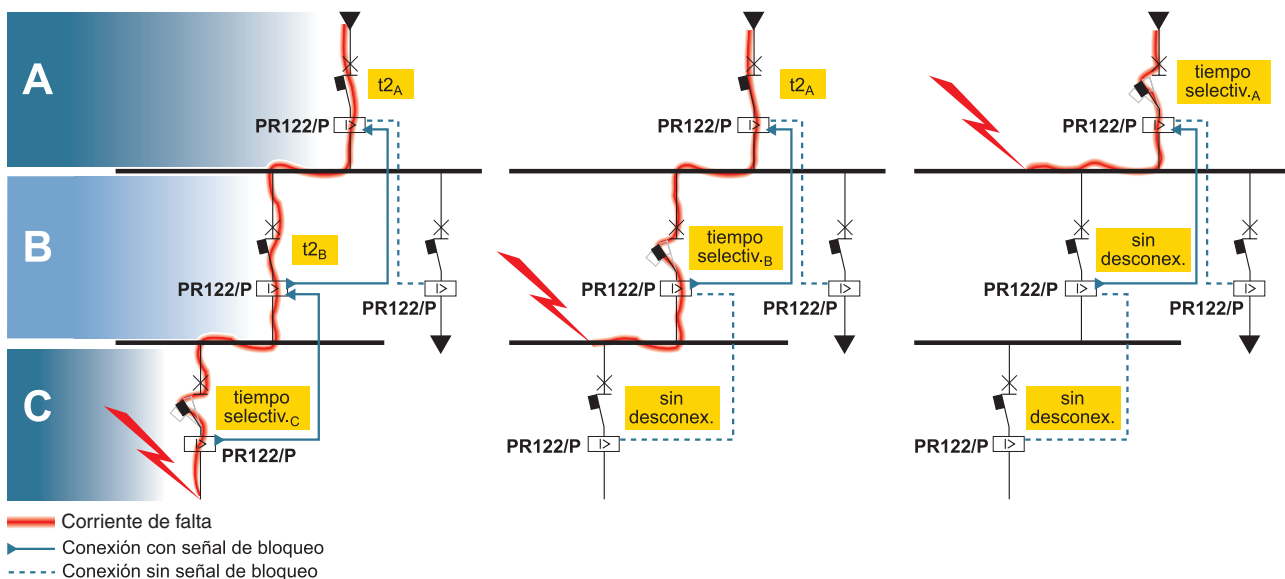 A
t2A
PR122/P
t2A
PR122/P
tiempo
selectiv.A
PR122/P
B
t2B
PR122/P
PR122/P
tiempo
selectiv.B
PR122/P
PR122/P
sin
desconex.
PR122/P
PR122/P
C
tiempo
selectiv.C
PR122/P
sin
desconex.
PR122/P
sin
desconex.
PR122/P
Corriente de falta
Conexión con señal de bloqueo
Conexión sin señal de bloqueo